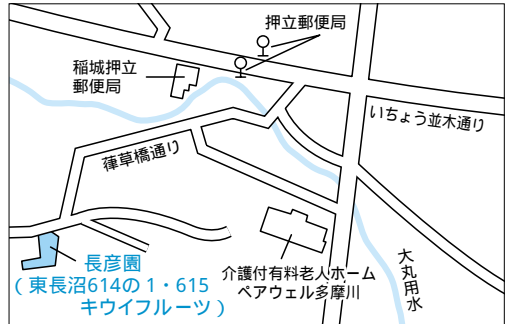 押立郵便局
稲城押立
郵便局
いちょう並木通り
葎草橋通り
長彦園
(東長沼614の1・615
キウイフルーツ)
介護付有料老人ホーム
ペアウェル多摩川
大丸用水